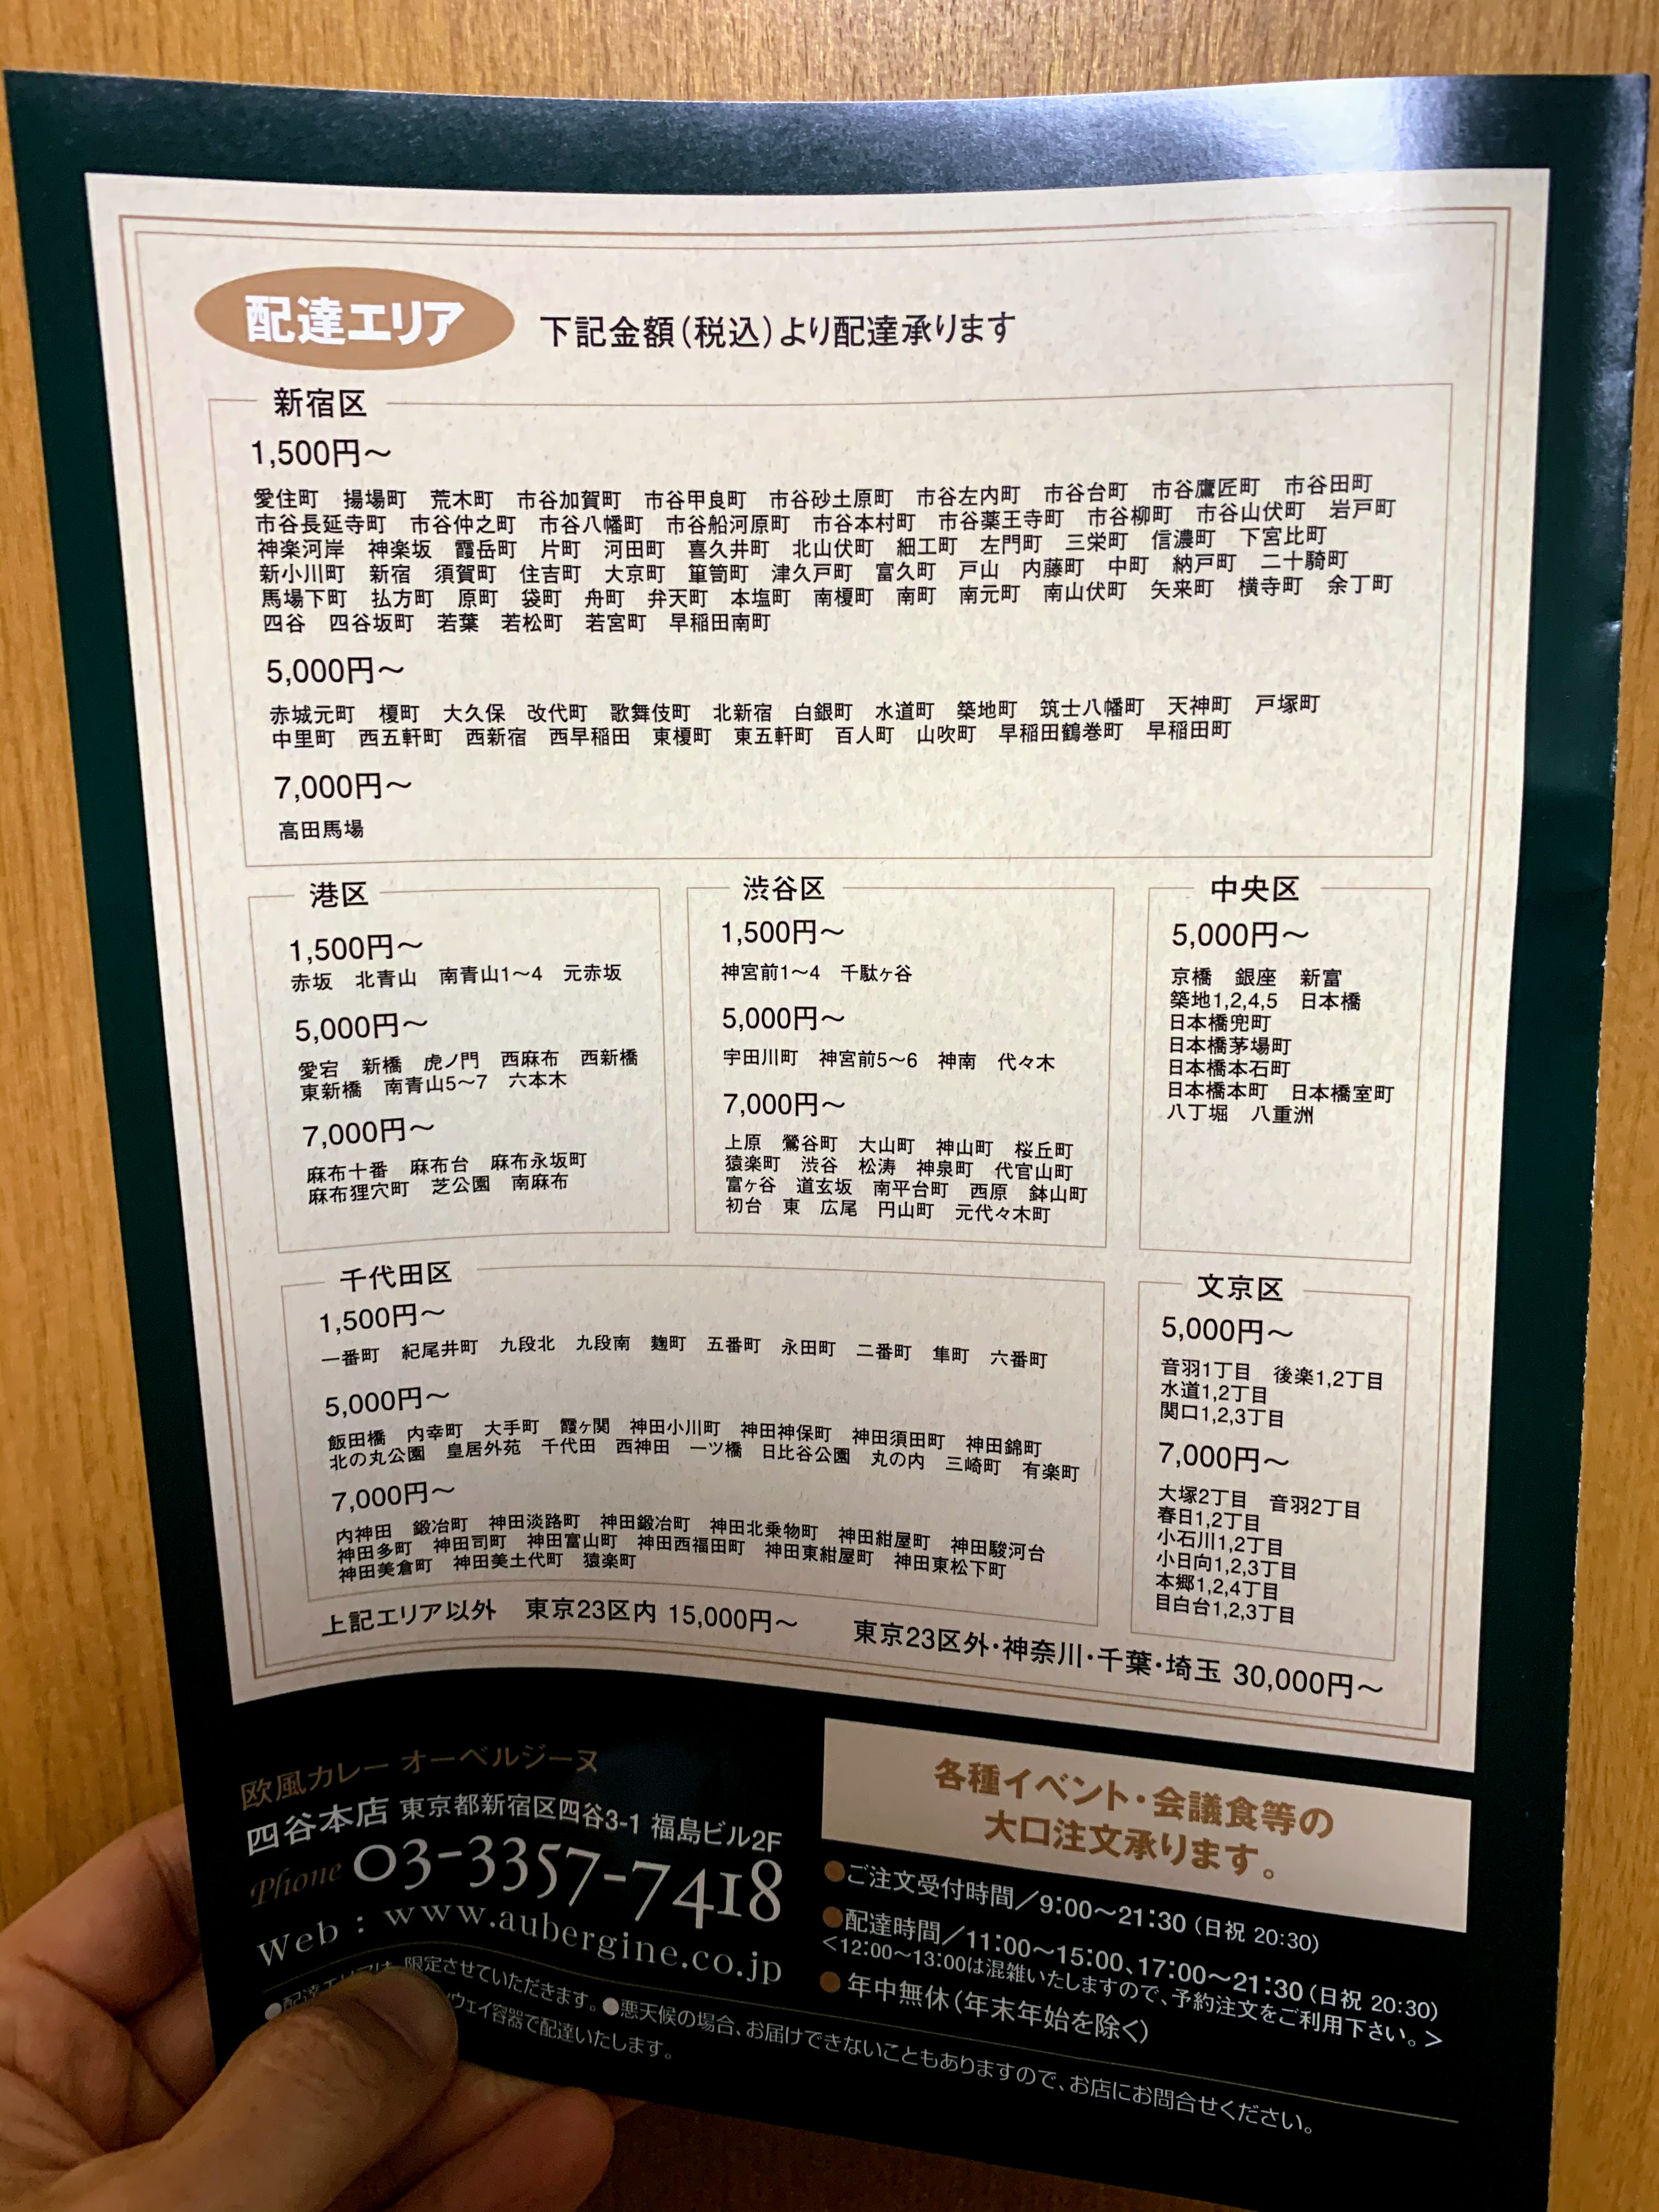 配達エリア 下記金額(税込)より配達承ります
新宿区
1,500円〜
愛住町 揚場町 荒木町 市谷加賀町 市谷甲良町 市谷砂土原町 市谷左内町 市谷台町 市谷鷹匠町 市谷田町
市谷長延寺町 市谷仲之町 市谷八幡町 市谷船河原町 市谷本村町 市谷薬王寺町 市谷柳町 市谷山伏町 岩戸町
神楽河岸 神楽坂 霞岳町 片町 河田町 喜久井町 北山伏町 細工町 左門町 三栄町 信濃町 下宮比町
新小川町 新宿 須賀町 住吉町 大京町 箪笥町 津久戸町 富久町 戸山 内藤町 中町 納戸町 二十騎町
馬場下町 払方町 原町 袋町 舟町 弁天町 本塩町 南榎町 南町 南元町 南山伏町 矢来町 横寺町 余丁町
四谷 四谷坂町 若葉 若松町 若宮町 早稲田南町
5,000円〜
赤城元町 榎町 大久保 改代町 歌舞伎町 北新宿 白銀町 水道町 築地町 筑士八幡町 天神町 戸塚町
中里町 西五軒町 西新宿 西早稲田 東榎町 東五軒町 百人町 山吹町 早稲田鶴巻町 早稲田町
7,000円〜
高田馬場
港区
1,500円〜
赤坂 北青山 南青山1〜4 元赤坂
5,000円〜
愛宕 新橋 虎ノ門 西麻布 西新橋
東新橋 南青山5〜7 六本木
7,000円〜
麻布十番 麻布台 麻布永坂町
麻布狸穴町 芝公園 南麻布
渋谷区
1,500円〜
神宮前1〜4 千駄ヶ谷
5,000円〜
宇田川町 神宮前5〜6 神南 代々木
7,000円〜
上原 鶯谷町 大山町 神山町 桜丘町
猿楽町 渋谷 松涛 神泉町 代官山町
富ヶ谷 道玄坂 南平台町 西原 鉢山町
初台 東 広尾 円山町 元代々木町
中央区
5,000円〜
京橋 銀座 新富
築地1,2,4,5 日本橋
日本橋兜町
日本橋茅場町
日本橋本石町
日本橋本町 日本橋室町
八丁堀 八重洲
千代田区
1,500円〜
一番町 紀尾井町 九段北 九段南 麹町 五番町 永田町 二番町 隼町 六番町
5,000円〜
飯田橋 内幸町 大手町 霞ヶ関 神田小川町 神田神保町 神田須田町 神田錦町
北の丸公園 皇居外苑 千代田 西神田 一ツ橋 日比谷公園 丸の内 三崎町 有楽町
7,000円〜
内神田 鍛冶町 神田淡路町 神田鍛冶町 神田北乗物町 神田紺屋町 神田駿河台
神田多町 神田司町 神田富山町 神田西福田町 神田東紺屋町 神田東松下町
神田美倉町 神田美土代町 猿楽町
文京区
5,000円〜
音羽1丁目 後楽1,2丁目
水道1,2丁目
関口1,2,3丁目
7,000円〜
大塚2丁目 音羽2丁目
春日1,2丁目
小石川1,2丁目
小日向1,2,3丁目
本郷1,2,4丁目
目白台1,2,3丁目
上記エリア以外 東京23区内 15,000円〜 東京23区外・神奈川・千葉・埼玉 30,000円〜
欧風カレー オーベルジーヌ
四谷本店 東京都新宿区四谷3-1 福島ビル2F
Phone 03-3357-7418
Web : www.aubergine.co.jp
各種イベント・会議食等の
大口注文承ります。
●ご注文受付時間/9:00〜21:30(日祝 20:30)
●配達時間/11:00〜15:00、17:00〜21:30(日祝 20:30)
<12:00〜13:00は混雑いたしますので、予約注文をご利用下さい。>
●年中無休(年末年始を除く)
●配達エリアは、限定させていただきます。●悪天候の場合、お届けできないこともありますので、お店にお問合せください。
ウェイ容器で配達いたします。